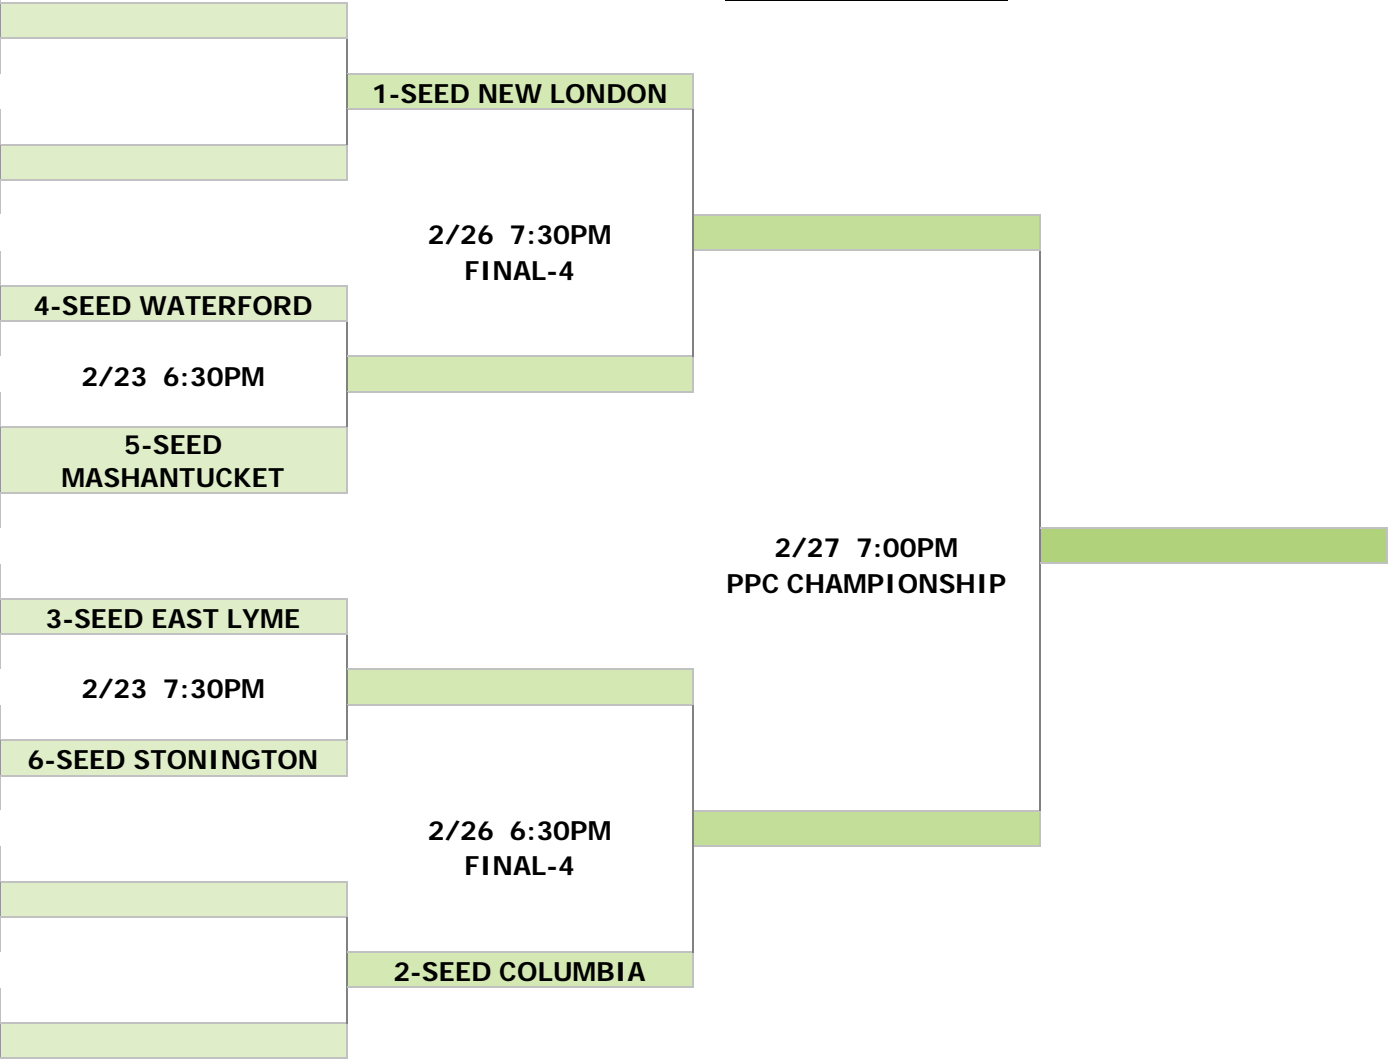 1-SEED NEW LONDON
2/26 7:30PM
FINAL-4
4-SEED WATERFORD
2/23 6:30PM
5-SEED
MASHANTUCKET
2/27 7:00PM
PPC CHAMPIONSHIP
3-SEED EAST LYME
2/23 7:30PM
6-SEED STONINGTON
2/26 6:30PM
FINAL-4
2-SEED COLUMBIA